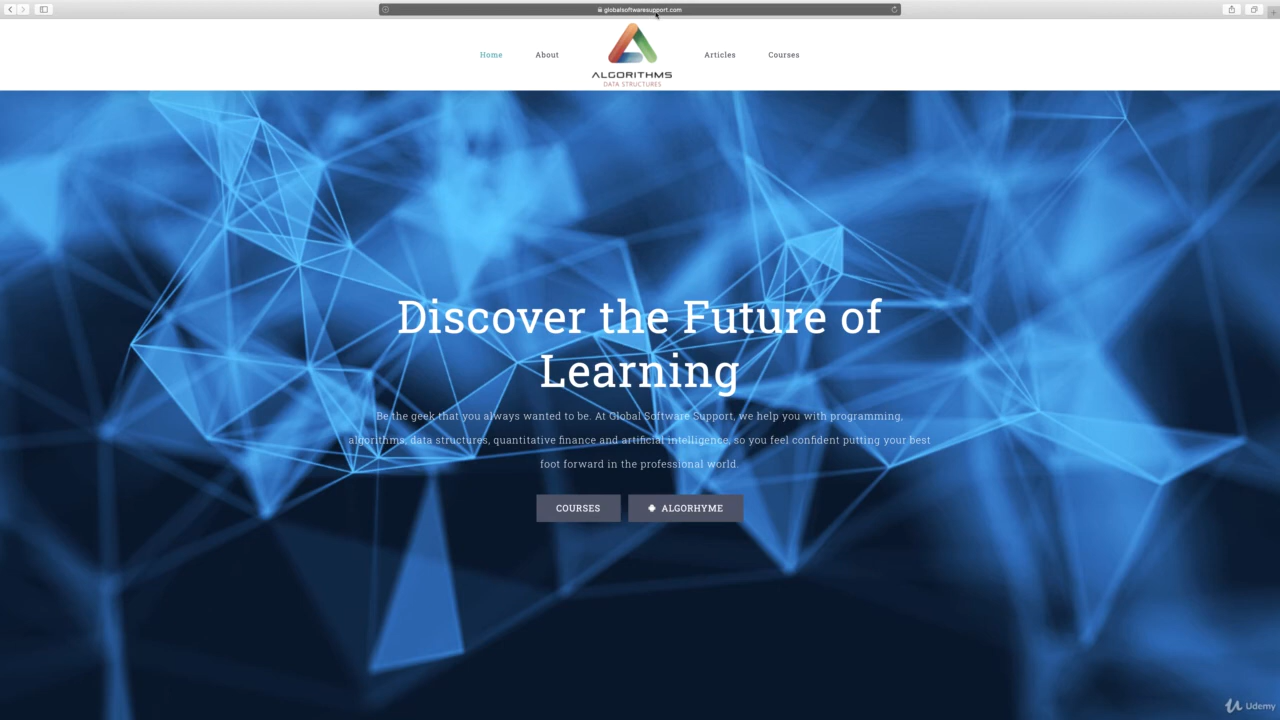 globalsoftwaresupport.com
Home
About
ALGORITHMS
DATA STRUCTURES
Articles
Courses
Discover the Future of
Learning
Be the geek that you always wanted to be. At Global Software Support, we help you with programming,
algorithms, data structures, quantitative finance and artificial intelligence, so you feel confident putting your best
foot forward in the professional world.
COURSES
ALGORHYME
Udemy